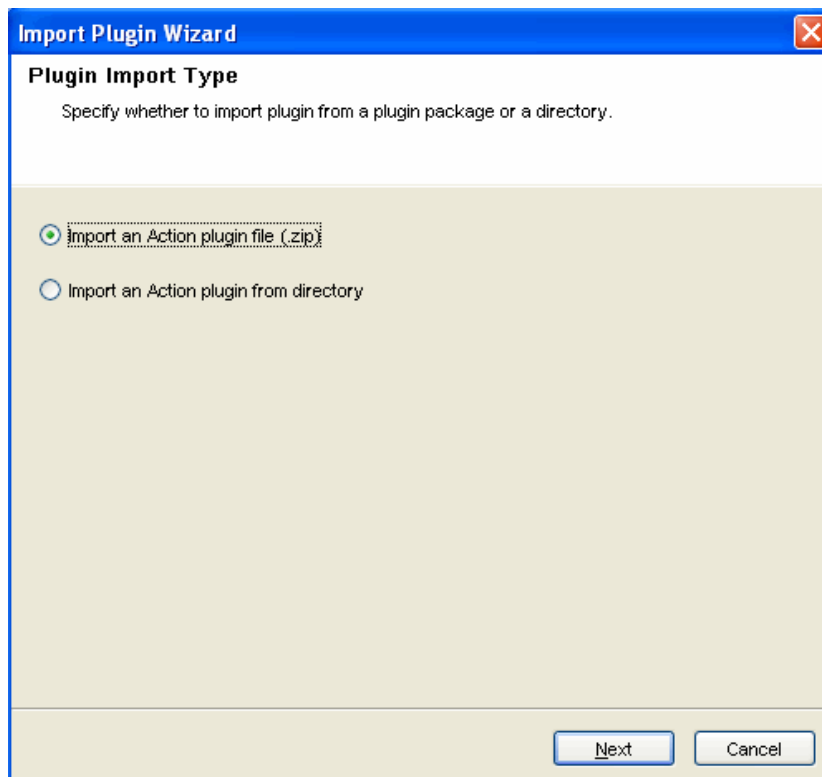 Import Plugin Wizard
Plugin Import Type
Specify whether to import plugin from a plugin package or a directory.
Import an Action plugin file (.zip)
Import an Action plugin from directory
Next
Cancel